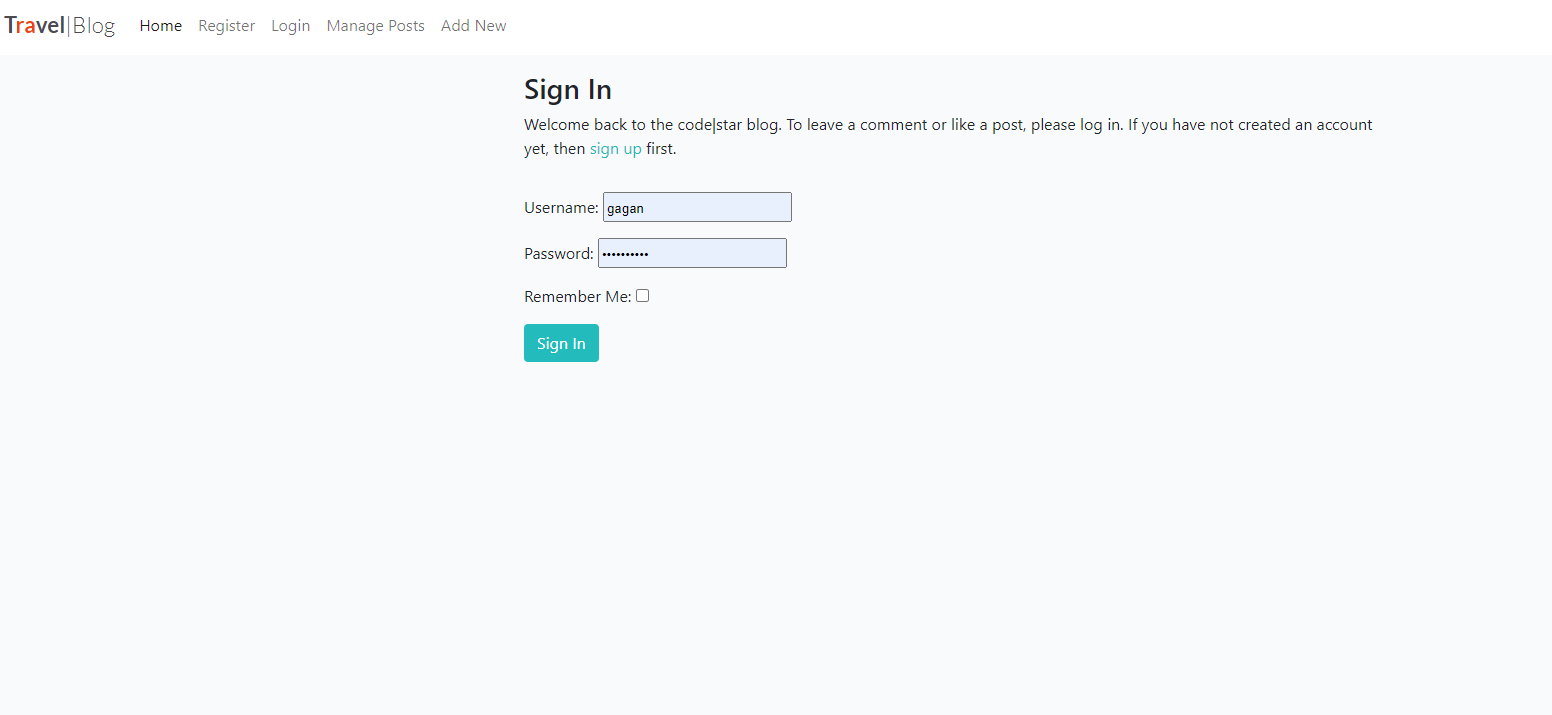 Travel|Blog Home Register Login Manage Posts Add New
Sign In
Welcome back to the code|star blog. To leave a comment or like a post, please log in. If you have not created an account
yet, then sign up first.
Username: gagan
Password: ••••••••••
Remember Me:
Sign In